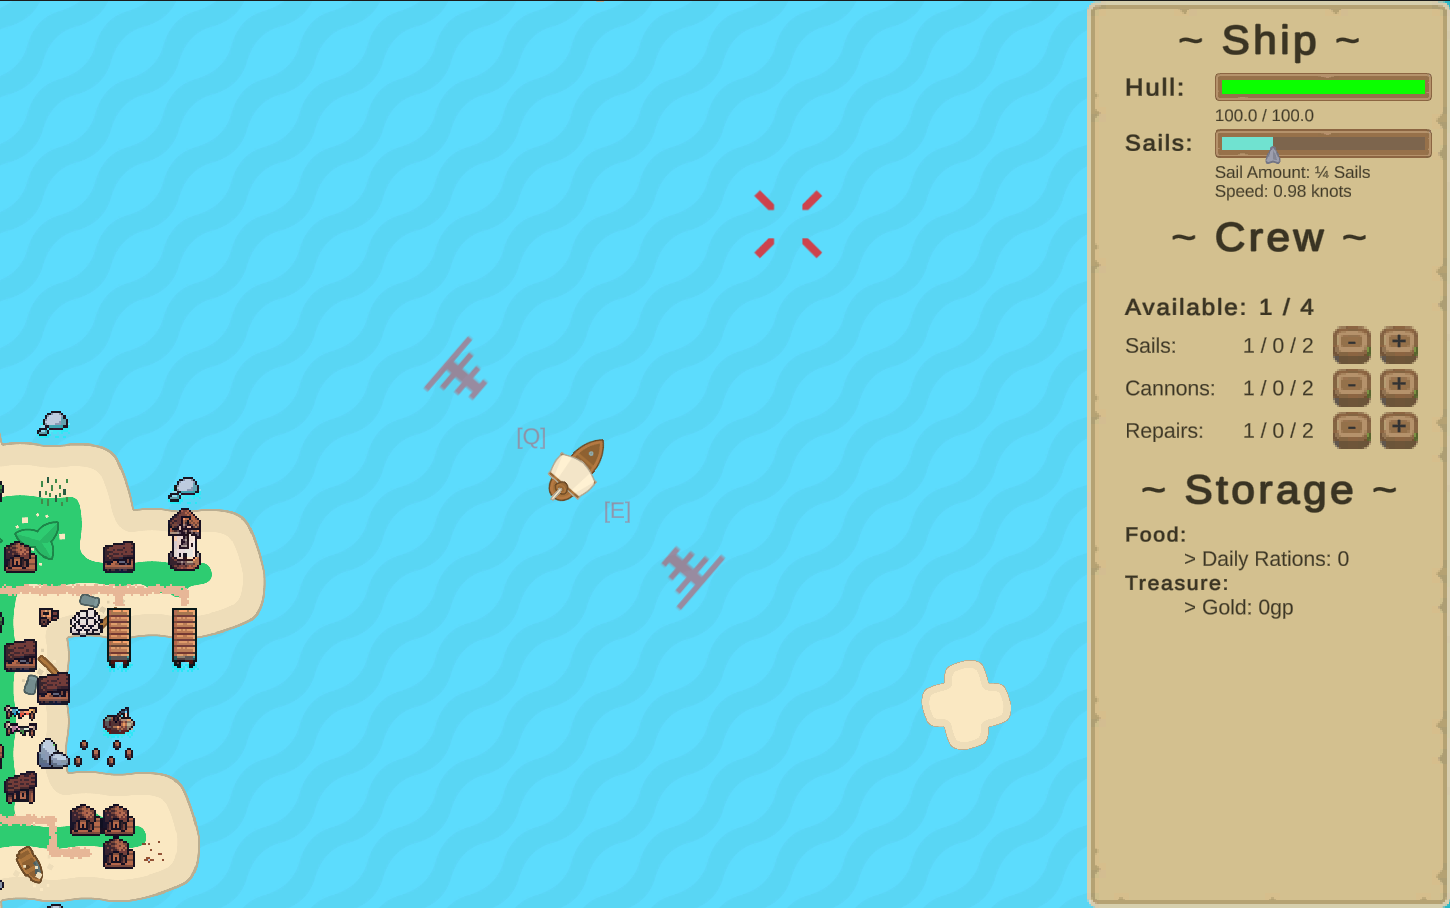 ~ Ship ~
Hull:
100.0 / 100.0
Sails:
Sail Amount: ¼ Sails
Speed: 0.98 knots
~ Crew ~
Available: 1 / 4
Sails: 1 / 0 / 2 - +
Cannons: 1 / 0 / 2 - +
Repairs: 1 / 0 / 2 - +
~ Storage ~
Food:
> Daily Rations: 0
Treasure:
> Gold: 0gp
[Q]
[E]